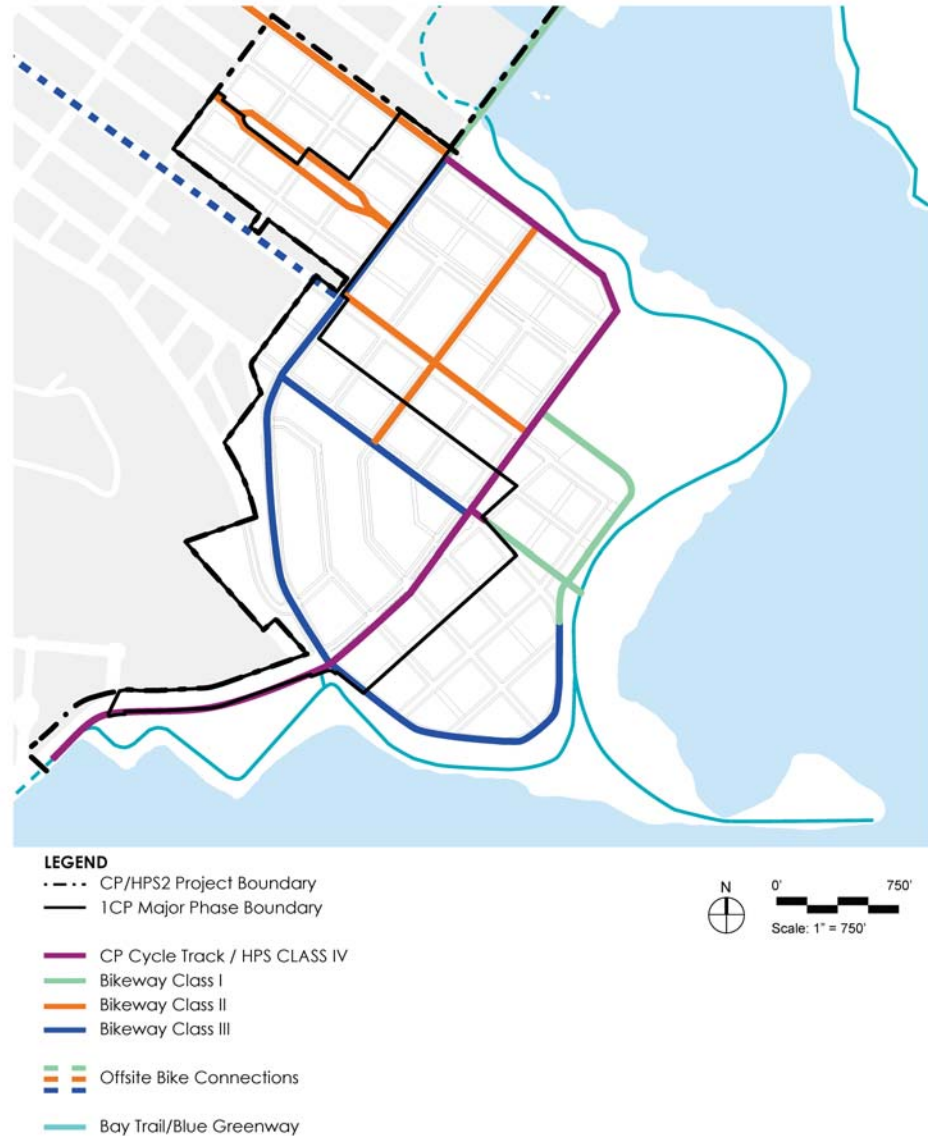 LEGEND
CP/HPS2 Project Boundary
1CP Major Phase Boundary
CP Cycle Track / HPS CLASS IV
Bikeway Class I
Bikeway Class II
Bikeway Class III
Offsite Bike Connections
Bay Trail/Blue Greenway
N
0' 750'
Scale: 1" = 750'